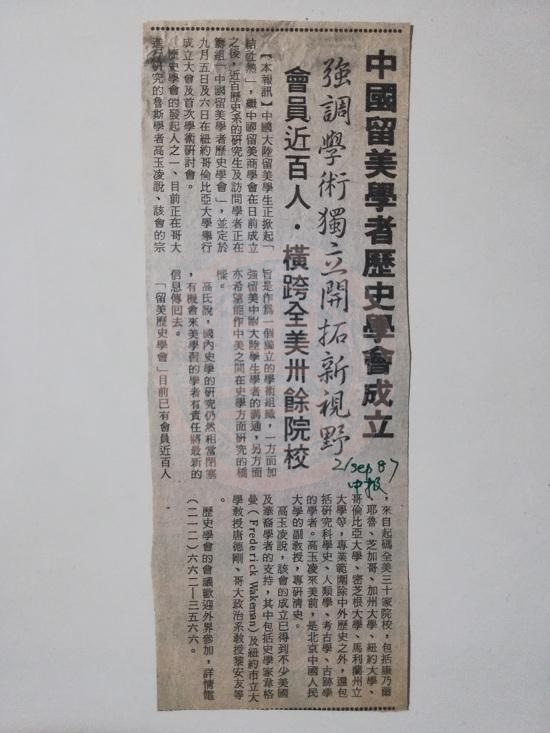 中國留美學者歷史學會成立
強調學術獨立開拓新視野
會員近百人·橫跨全美卅餘院校
2/Sep 87
中报
【本報訊】中國大陸留美學生正掀起「
結社熱」,繼中國留美商學會在日前成立
之後,近百歷史系的研究生及訪問學者正在
籌組「中國留美學者歷史學會」,並定於
九月五日及六日在紐約哥倫比亞大學舉行
成立大會及首次學術研討會。
歷史學會的發起人之一、目前正在哥大
進行研究的魯斯學者高玉凌說、該會的宗
旨是作爲一個獨立的學術組織,一方面加
強留美中國大陸學生學者的溝通,另方面
亦希望能作中美之間在史學方面研究的橋
樑。
高氏說,國內史學的研究仍然相當閉塞
,有機會來美學習的學者有責任將最新的
信息傳回去。
「留美歷史學會」目前已有會員近百人
,來自起碼全美三十家院校,包括康乃爾
、耶魯、芝加哥、加州大學、紐約大學、
哥倫比亞大學、密芝根大學、馬利蘭州立
大學等,專業範圍除中外歷史之外,還包
括研究科學史、人類學、考古學、古蹟學
的學者。高玉凌來美前,是北京中國人民
大學的副教授,專硏淸史。
高玉凌說,該會的成立已得到不少美國
及華裔學者的支持,其中包括史學家韋格
曼(Frederick Wakeman)及紐約市立大
學教授唐德剛、哥大政治系教授黎安友等
。
歷史學會的會議歡迎外界參加,詳情電
(二一二)六六二—三五六六。